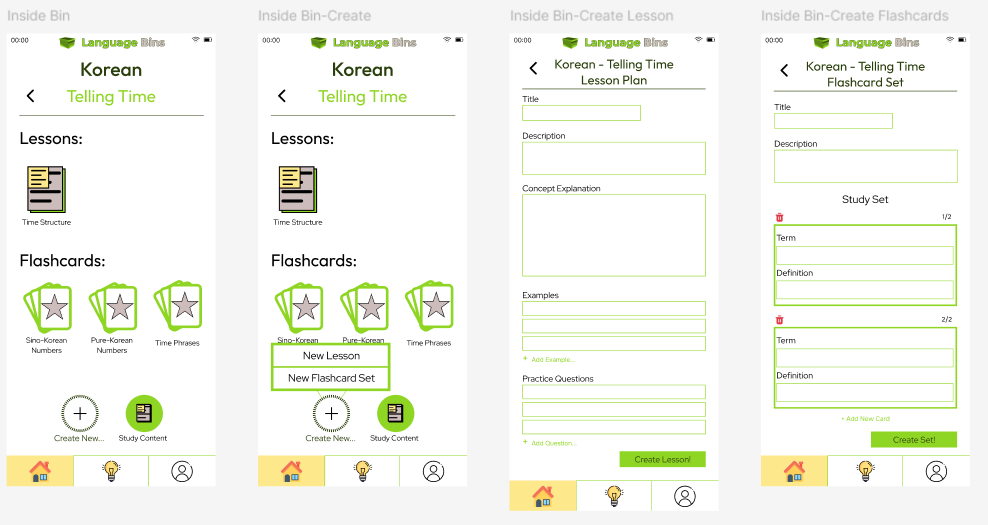 Inside Bin
00:00
Language Bins
Korean
Telling Time
Lessons:
Time Structure
Flashcards:
Sino-Korean
Numbers
Pure-Korean
Numbers
Time Phrases
Create New...
Study Content
Inside Bin-Create
00:00
Language Bins
Korean
Telling Time
Lessons:
Time Structure
Flashcards:
Sino-Korean
Pure-Korean
Time Phrases
New Lesson
New Flashcard Set
Create New...
Study Content
Inside Bin-Create Lesson
00:00
Language Bins
Korean - Telling Time
Lesson Plan
Title
Description
Concept Explanation
Examples
+ Add Example...
Practice Questions
+ Add Question...
Create Lesson!
Inside Bin-Create Flashcards
00:00
Language Bins
Korean - Telling Time
Flashcard Set
Title
Description
Study Set
1/2
Term
Definition
2/2
Term
Definition
+ Add New Card
Create Set!